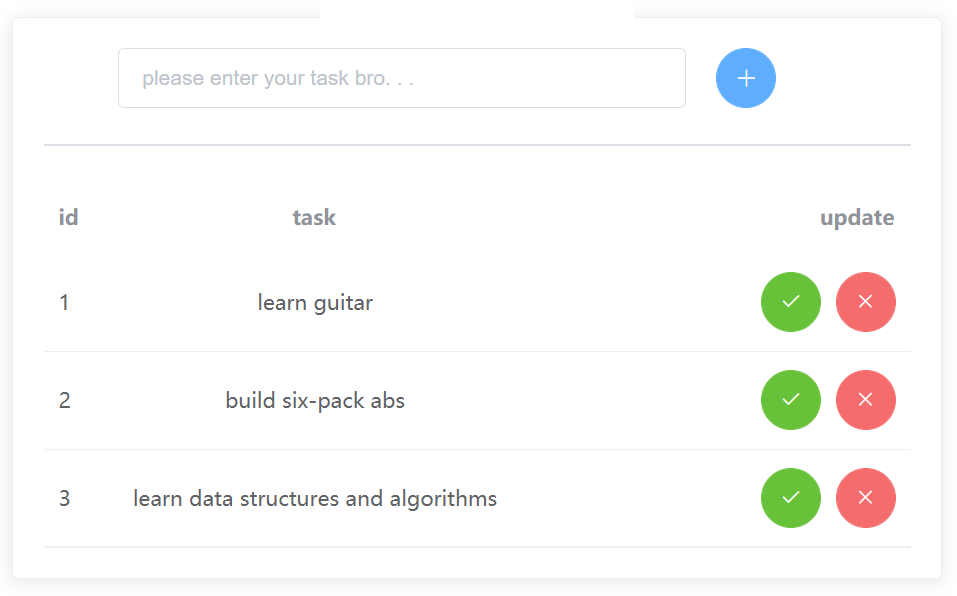 please enter your task bro. . .
id task update
1 learn guitar
2 build six-pack abs
3 learn data structures and algorithms